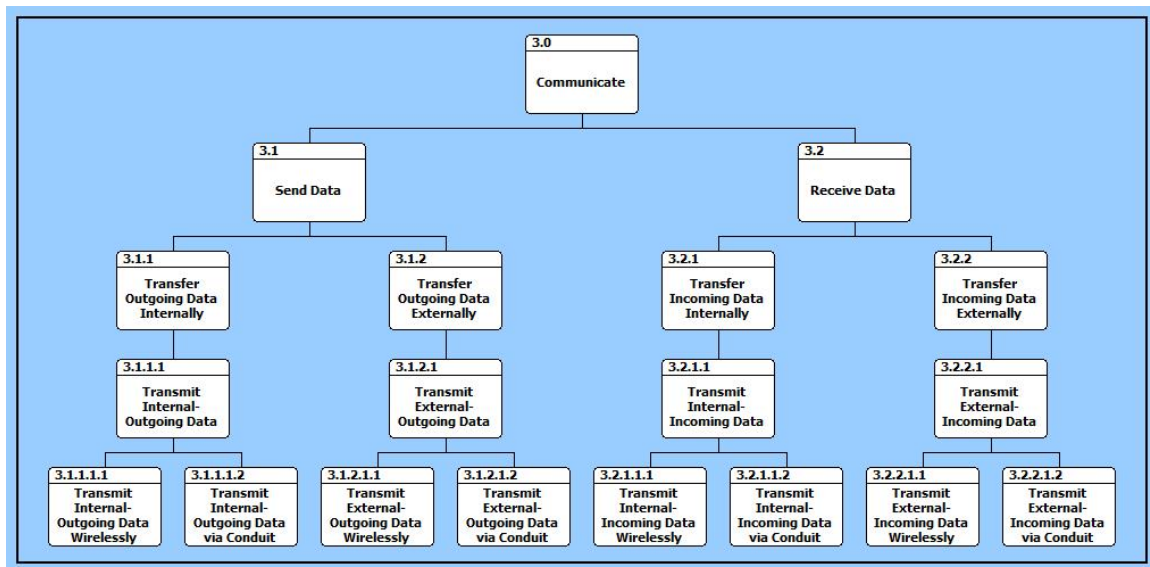 3.0
Communicate
3.1
Send Data
3.2
Receive Data
3.1.1
Transfer
Outgoing Data
Internally
3.1.2
Transfer
Outgoing Data
Externally
3.2.1
Transfer
Incoming Data
Internally
3.2.2
Transfer
Incoming Data
Externally
3.1.1.1
Transmit
Internal-
Outgoing Data
3.1.2.1
Transmit
External-
Outgoing Data
3.2.1.1
Transmit
Internal-
Incoming Data
3.2.2.1
Transmit
External-
Incoming Data
3.1.1.1.1
Transmit
Internal-
Outgoing Data
Wirelessly
3.1.1.1.2
Transmit
Internal-
Outgoing Data
via Conduit
3.1.2.1.1
Transmit
External-
Outgoing Data
Wirelessly
3.1.2.1.2
Transmit
External-
Outgoing Data
via Conduit
3.2.1.1.1
Transmit
Internal-
Incoming Data
Wirelessly
3.2.1.1.2
Transmit
Internal-
Incoming Data
via Conduit
3.2.2.1.1
Transmit
External-
Incoming Data
Wirelessly
3.2.2.1.2
Transmit
External-
Incoming Data
via Conduit